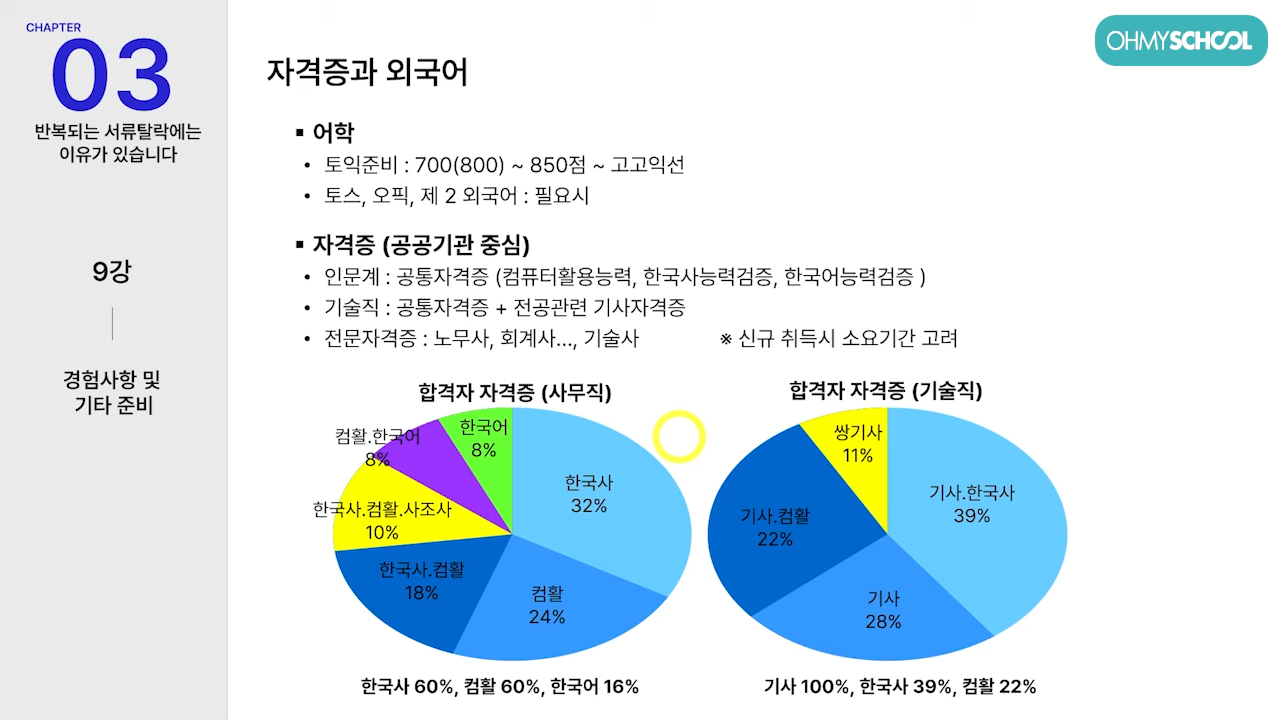 CHAPTER
03
반복되는 서류탈락에는
이유가 있습니다
9강
경험사항 및
기타 준비
OHMYSCHOOL
자격증과 외국어
▪ 어학
• 토익준비 : 700(800) ~ 850점 ~ 고고익선
• 토스, 오픽, 제 2 외국어 : 필요시
▪ 자격증 (공공기관 중심)
• 인문계 : 공통자격증 (컴퓨터활용능력, 한국사능력검증, 한국어능력검증 )
• 기술직 : 공통자격증 + 전공관련 기사자격증
• 전문자격증 : 노무사, 회계사..., 기술사 ※ 신규 취득시 소요기간 고려
합격자 자격증 (사무직)
한국어
8%
컴활.한국어
8%
한국사
32%
한국사.컴활.사조사
10%
한국사.컴활
18%
컴활
24%
한국사 60%, 컴활 60%, 한국어 16%
합격자 자격증 (기술직)
쌍기사
11%
기사.한국사
39%
기사.컴활
22%
기사
28%
기사 100%, 한국사 39%, 컴활 22%